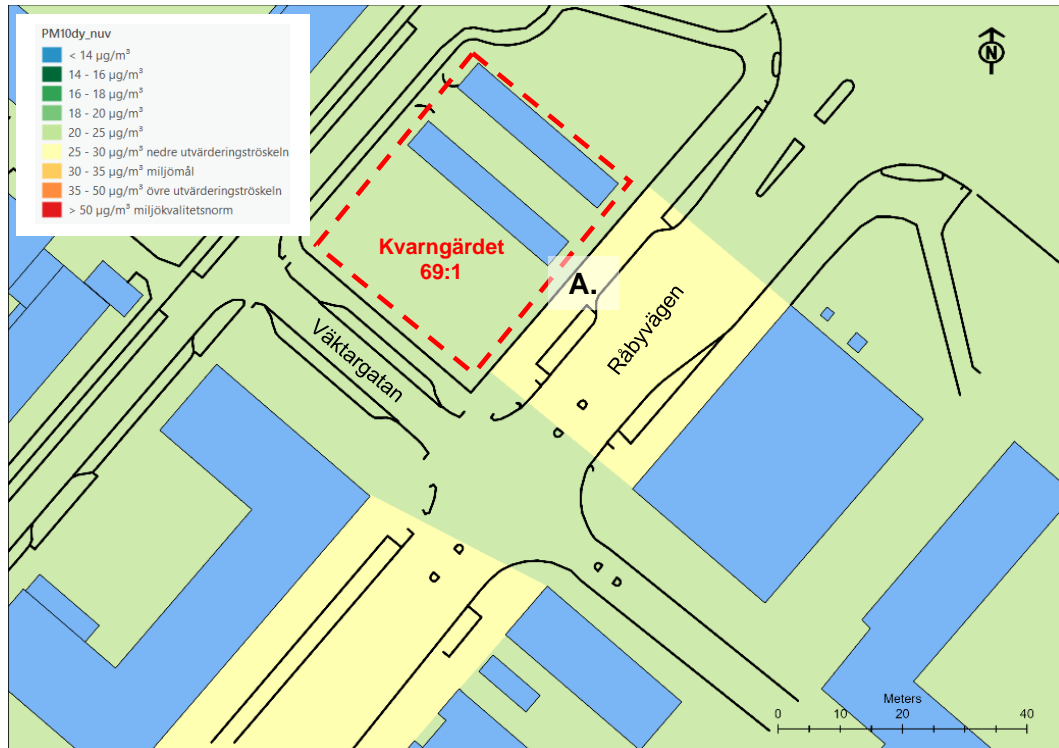 PM10dy_nuv
< 14 µg/m³
14 - 16 µg/m³
16 - 18 µg/m³
18 - 20 µg/m³
20 - 25 µg/m³
25 - 30 µg/m³ nedre utvärderingströskeln
30 - 35 µg/m³ miljömål
35 - 50 µg/m³ övre utvärderingströskeln
> 50 µg/m³ miljökvalitetsnorm
N
Kvarngärdet
69:1
A.
Råbyvägen
Väktargatan
Meters
0 10 20 40